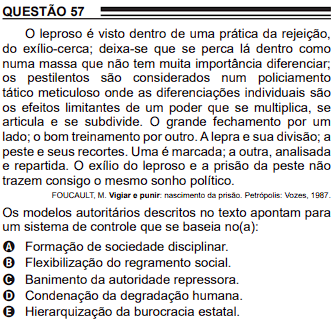 QUESTÃO 57
O leproso é visto dentro de uma prática da rejeição,
do exílio-cerca; deixa-se que se perca lá dentro como
numa massa que não tem muita importância diferenciar;
os pestilentos são considerados num policiamento
tático meticuloso onde as diferenciações individuais são
os efeitos limitantes de um poder que se multiplica, se
articula e se subdivide. O grande fechamento por um
lado; o bom treinamento por outro. A lepra e sua divisão; a
peste e seus recortes. Uma é marcada; a outra, analisada
e repartida. O exílio do leproso e a prisão da peste não
trazem consigo o mesmo sonho político.
FOUCAULT, M. Vigiar e punir: nascimento da prisão. Petrópolis: Vozes, 1987.
Os modelos autoritários descritos no texto apontam para
um sistema de controle que se baseia no(a):
A Formação de sociedade disciplinar.
B Flexibilização do regramento social.
C Banimento da autoridade repressora.
D Condenação da degradação humana.
E Hierarquização da burocracia estatal.